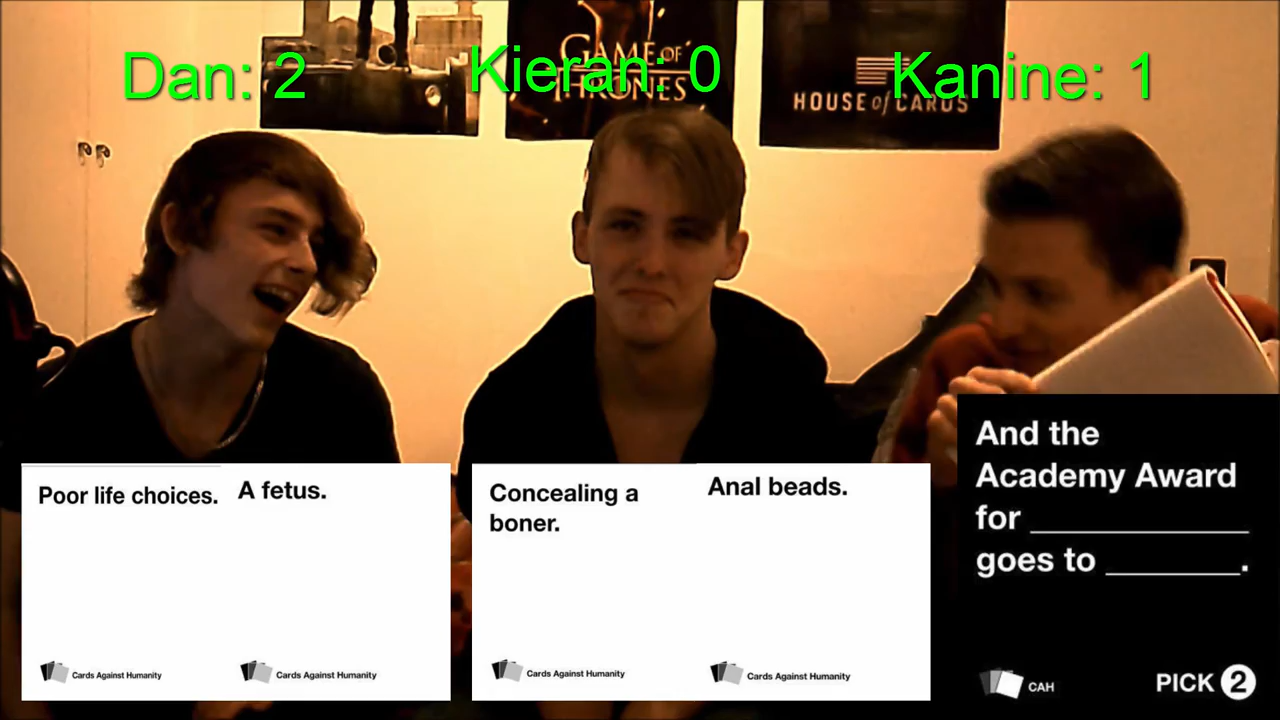 Dan: 2
Kieran: 0
Kanine: 1
GAME OF
THRONES
HOUSE of CARDS
Poor life choices.
A fetus.
Concealing a
boner.
Anal beads.
And the
Academy Award
for ____________
goes to ________.
Cards Against Humanity
Cards Against Humanity
Cards Against Humanity
Cards Against Humanity
CAH
PICK 2